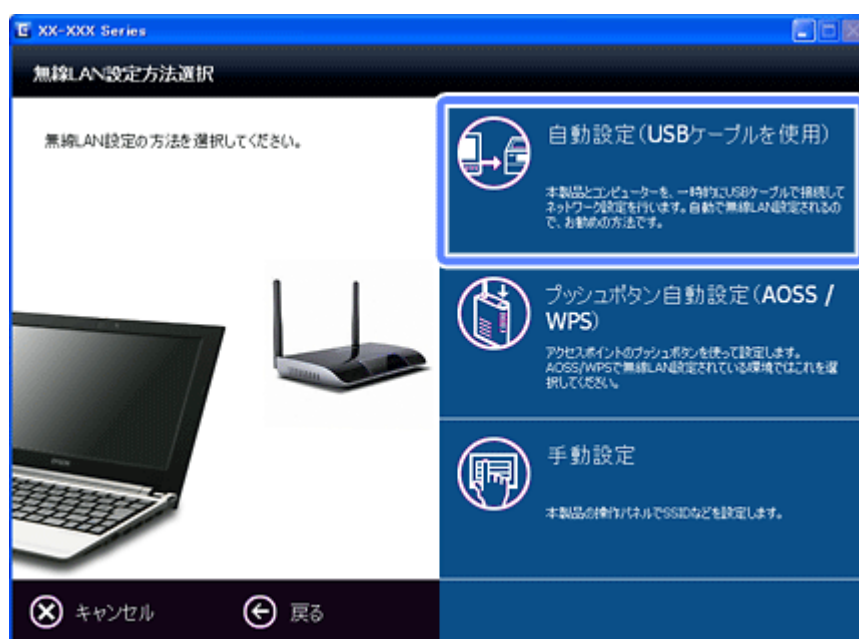 XX-XXX Series
無線LAN設定方法選択
無線LAN設定の方法を選択してください。
自動設定(USBケーブルを使用)
本製品とコンピューターを、一時的にUSBケーブルで接続して
ネットワーク設定を行います。自動で無線LAN設定されるの
で、お勧めの方法です。
プッシュボタン自動設定(AOSS /
WPS)
アクセスポイントのプッシュボタンを使って設定します。
AOSS/WPSで無線LAN設定されている環境ではこれを選
択してください。
手動設定
本製品の操作パネルでSSIDなどを設定します。
EPSON
キャンセル
戻る